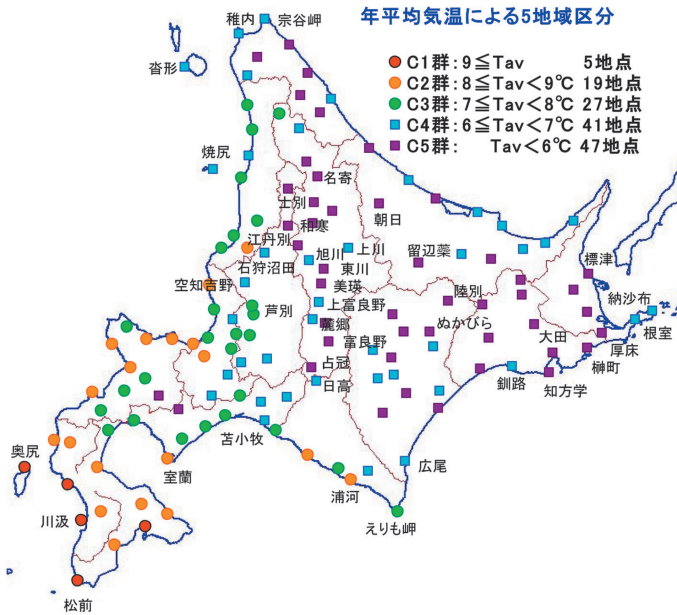 年平均気温による5地域区分
C1群：9≦Tav 5地点
C2群：8≦Tav＜9℃ 19地点
C3群：7≦Tav＜8℃ 27地点
C4群：6≦Tav＜7℃ 41地点
C5群： Tav＜6℃ 47地点
稚内
宗谷岬
沓形
焼尻
名寄
士別
朝日
和寒
江丹別
上川
旭川
留辺蘂
石狩沼田
東川
標津
美瑛
空知吉野
陸別
納沙布
上富良野
芦別
ぬかびら
根室
麓郷
大田
厚床
富良野
榊町
占冠
釧路
知方学
日高
苫小牧
広尾
奥尻
室蘭
浦河
川汲
えりも岬
松前